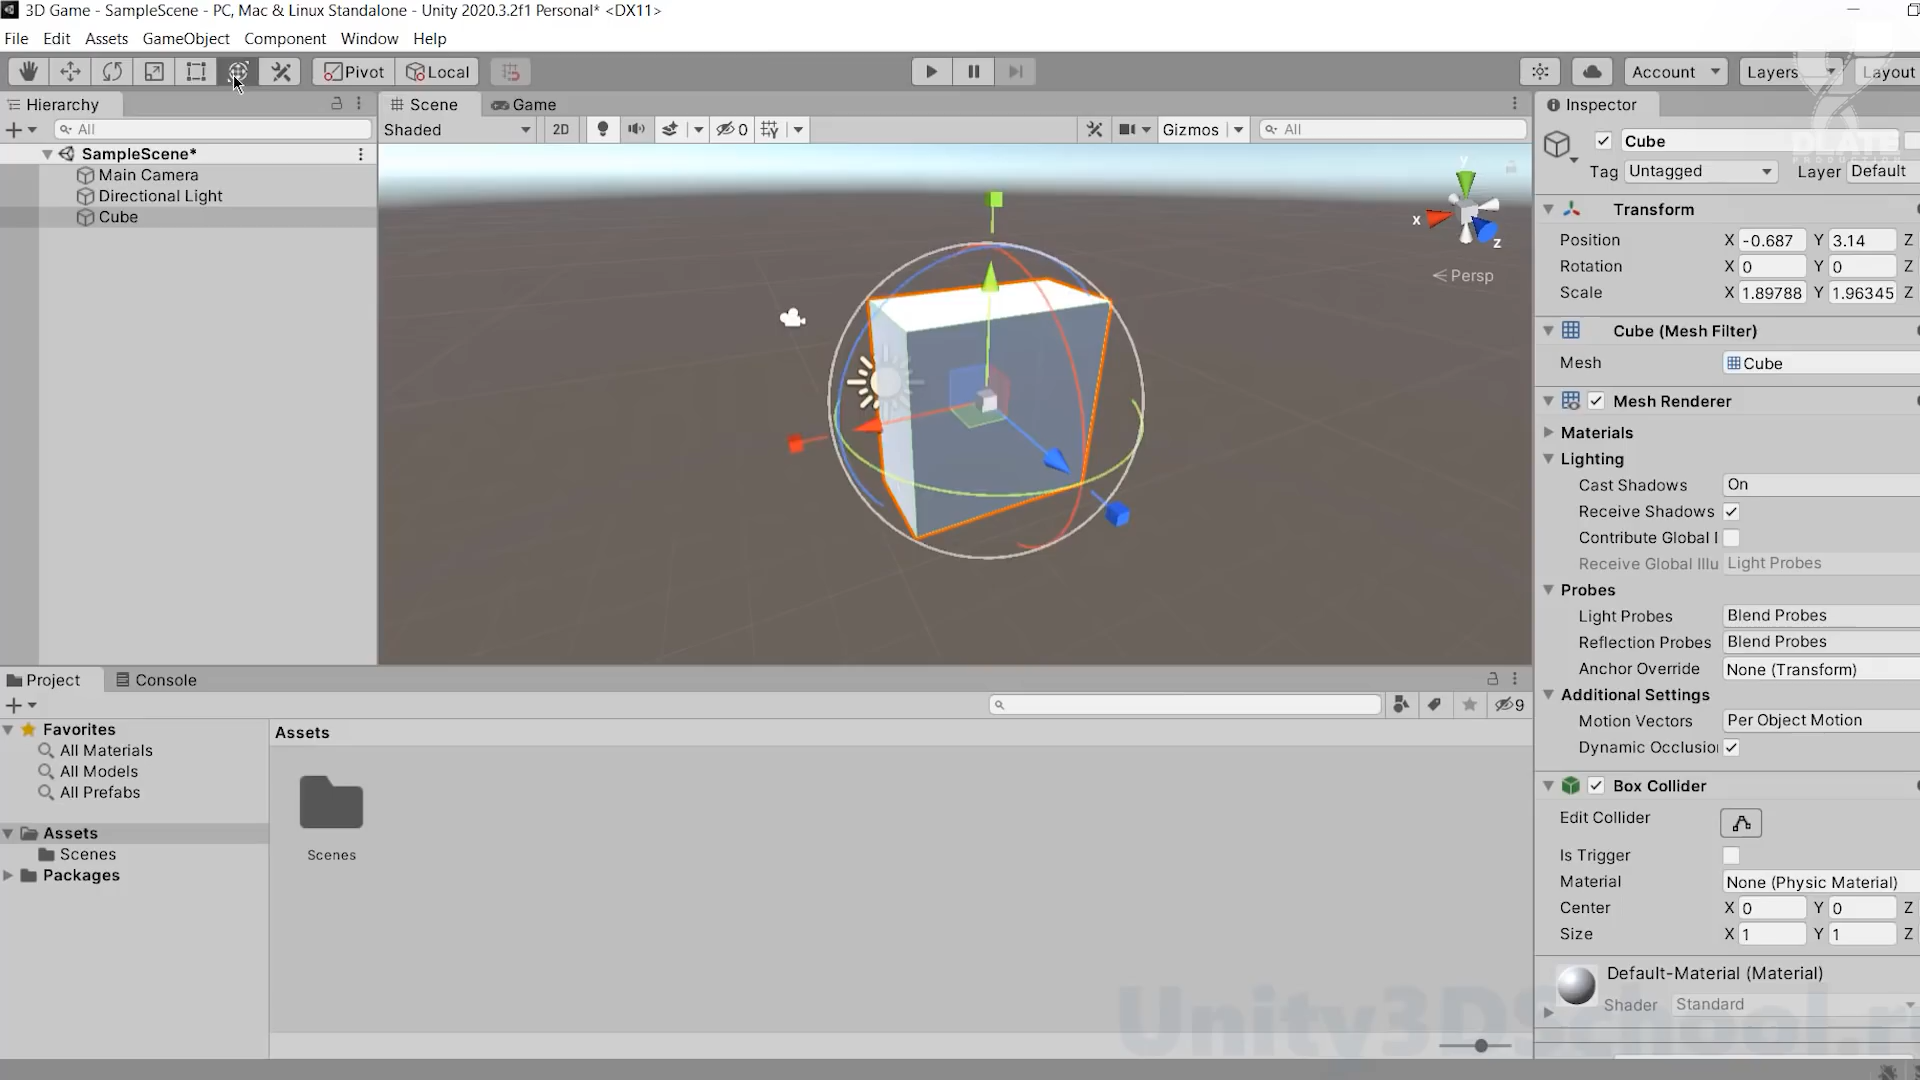 3D Game - SampleScene - PC, Mac & Linux Standalone - Unity 2020.3.2f1 Personal* <DX11>
File Edit Assets GameObject Component Window Help
Pivot Local Account Layers Layout
Hierarchy
All
SampleScene*
Main Camera
Directional Light
Cube
Scene Game
Shaded 2D 0 Gizmos All
y
x
z
Persp
Inspector
Cube
Tag Untagged Layer Default
Transform
Position X -0.687 Y 3.14 Z
Rotation X 0 Y 0 Z
Scale X 1.89788 Y 1.96345 Z
Cube (Mesh Filter)
Mesh Cube
Mesh Renderer
Materials
Lighting
Cast Shadows On
Receive Shadows
Contribute Global I
Receive Global Illu Light Probes
Probes
Light Probes Blend Probes
Reflection Probes Blend Probes
Anchor Override None (Transform)
Additional Settings
Motion Vectors Per Object Motion
Dynamic Occlusio
Box Collider
Edit Collider
Is Trigger
Material None (Physic Material)
Center X 0 Y 0 Z
Size X 1 Y 1 Z
Default-Material (Material)
Shader Standard
Project Console
9
Favorites
All Materials
All Models
All Prefabs
Assets
Scenes
Packages
Assets
Scenes
DLATE
PRODUCTION
Unity3DSchool.r